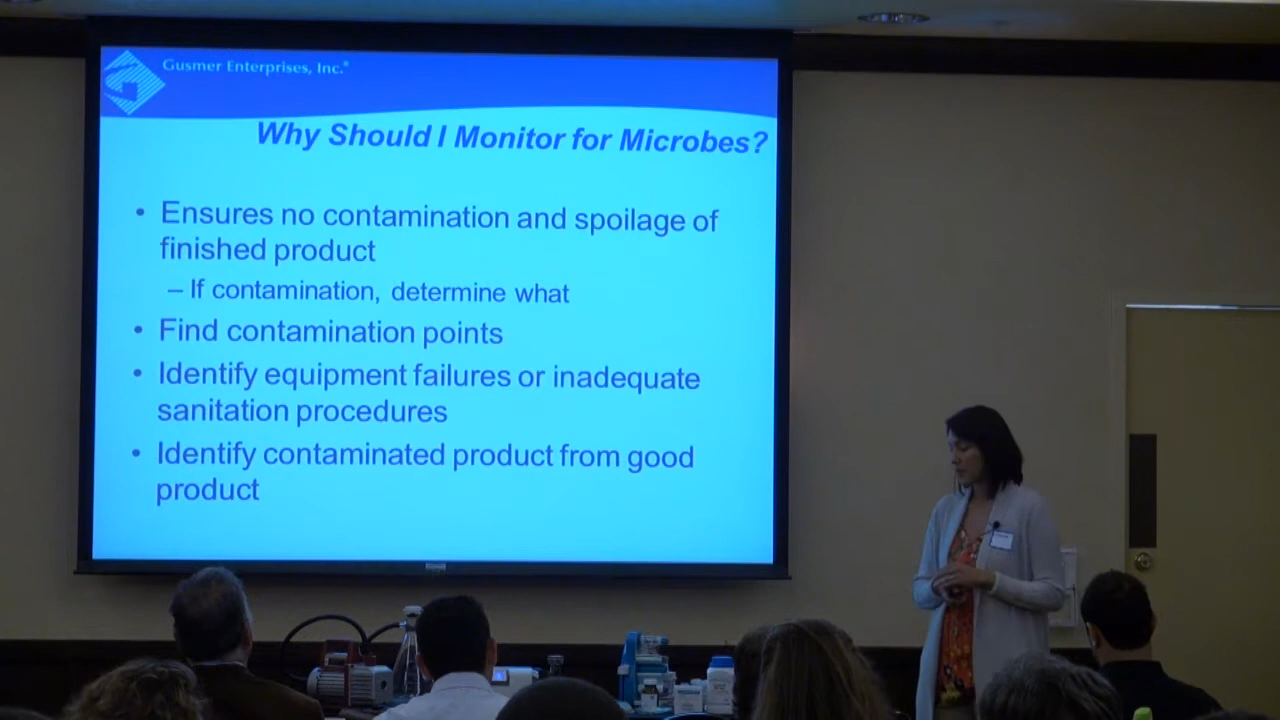 Gusmer Enterprises, Inc.®
Why Should I Monitor for Microbes?
• Ensures no contamination and spoilage of
finished product
– If contamination, determine what
• Find contamination points
• Identify equipment failures or inadequate
sanitation procedures
• Identify contaminated product from good
product